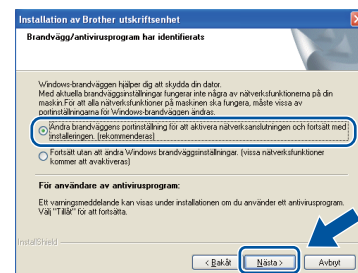 Installation av Brother utskriftsenhet
Brandvägg/antivirusprogram har identifierats
Windows-brandväggen hjälper dig att skydda din dator.
Med aktuella brandväggsinställningar fungerar inte några av nätverksfunktionerna på din
maskin.För att alla nätverksfunktioner på maskinen ska fungera, måste vissa av
portinställningarna för Windows-brandväggen ändras.
Ändra brandväggens portinställning för att aktivera nätverksanslutningen och fortsätt med
installeringen. (rekommenderas)
Fortsätt utan att ändra Windows brandväggsinställningar. (vissa nätverksfunktioner
kommer att avaktiveras)
För användare av antivirusprogram:
Ett varningsmeddelande kan visas under installationen om du använder ett antivirusprogram.
Välj "Tillåt" för att fortsätta.
InstallShield
< Bakåt Nästa > Avbryt